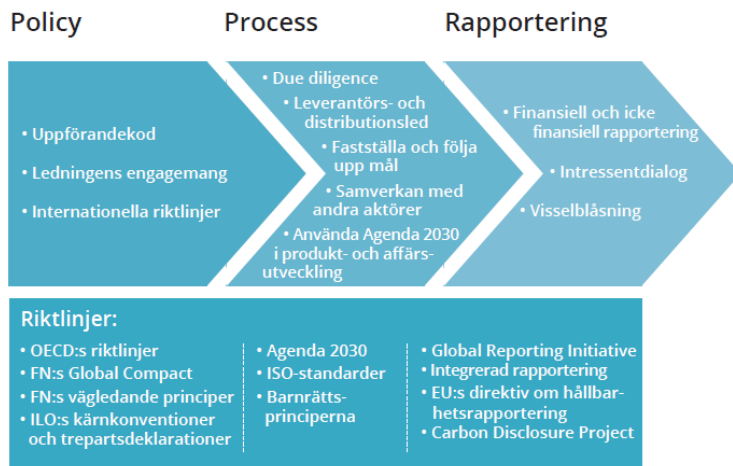 Policy
Process
Rapportering
• Uppförandekod
• Ledningens engagemang
• Internationella riktlinjer
• Due diligence
• Leverantörs- och
distributionsled
• Fastställa och följa
upp mål
• Samverkan med
andra aktörer
• Använda Agenda 2030
i produkt- och affärs-
utveckling
• Finansiell och icke
finansiell rapportering
• Intressentdialog
• Visselblåsning
Riktlinjer:
• OECD:s riktlinjer
• FN:s Global Compact
• FN:s vägledande principer
• ILO:s kärnkonventioner
och trepartsdeklarationer
• Agenda 2030
• ISO-standarder
• Barnrätts-
principerna
• Global Reporting Initiative
• Integrerad rapportering
• EU:s direktiv om hållbar-
hetsrapportering
• Carbon Disclosure Project